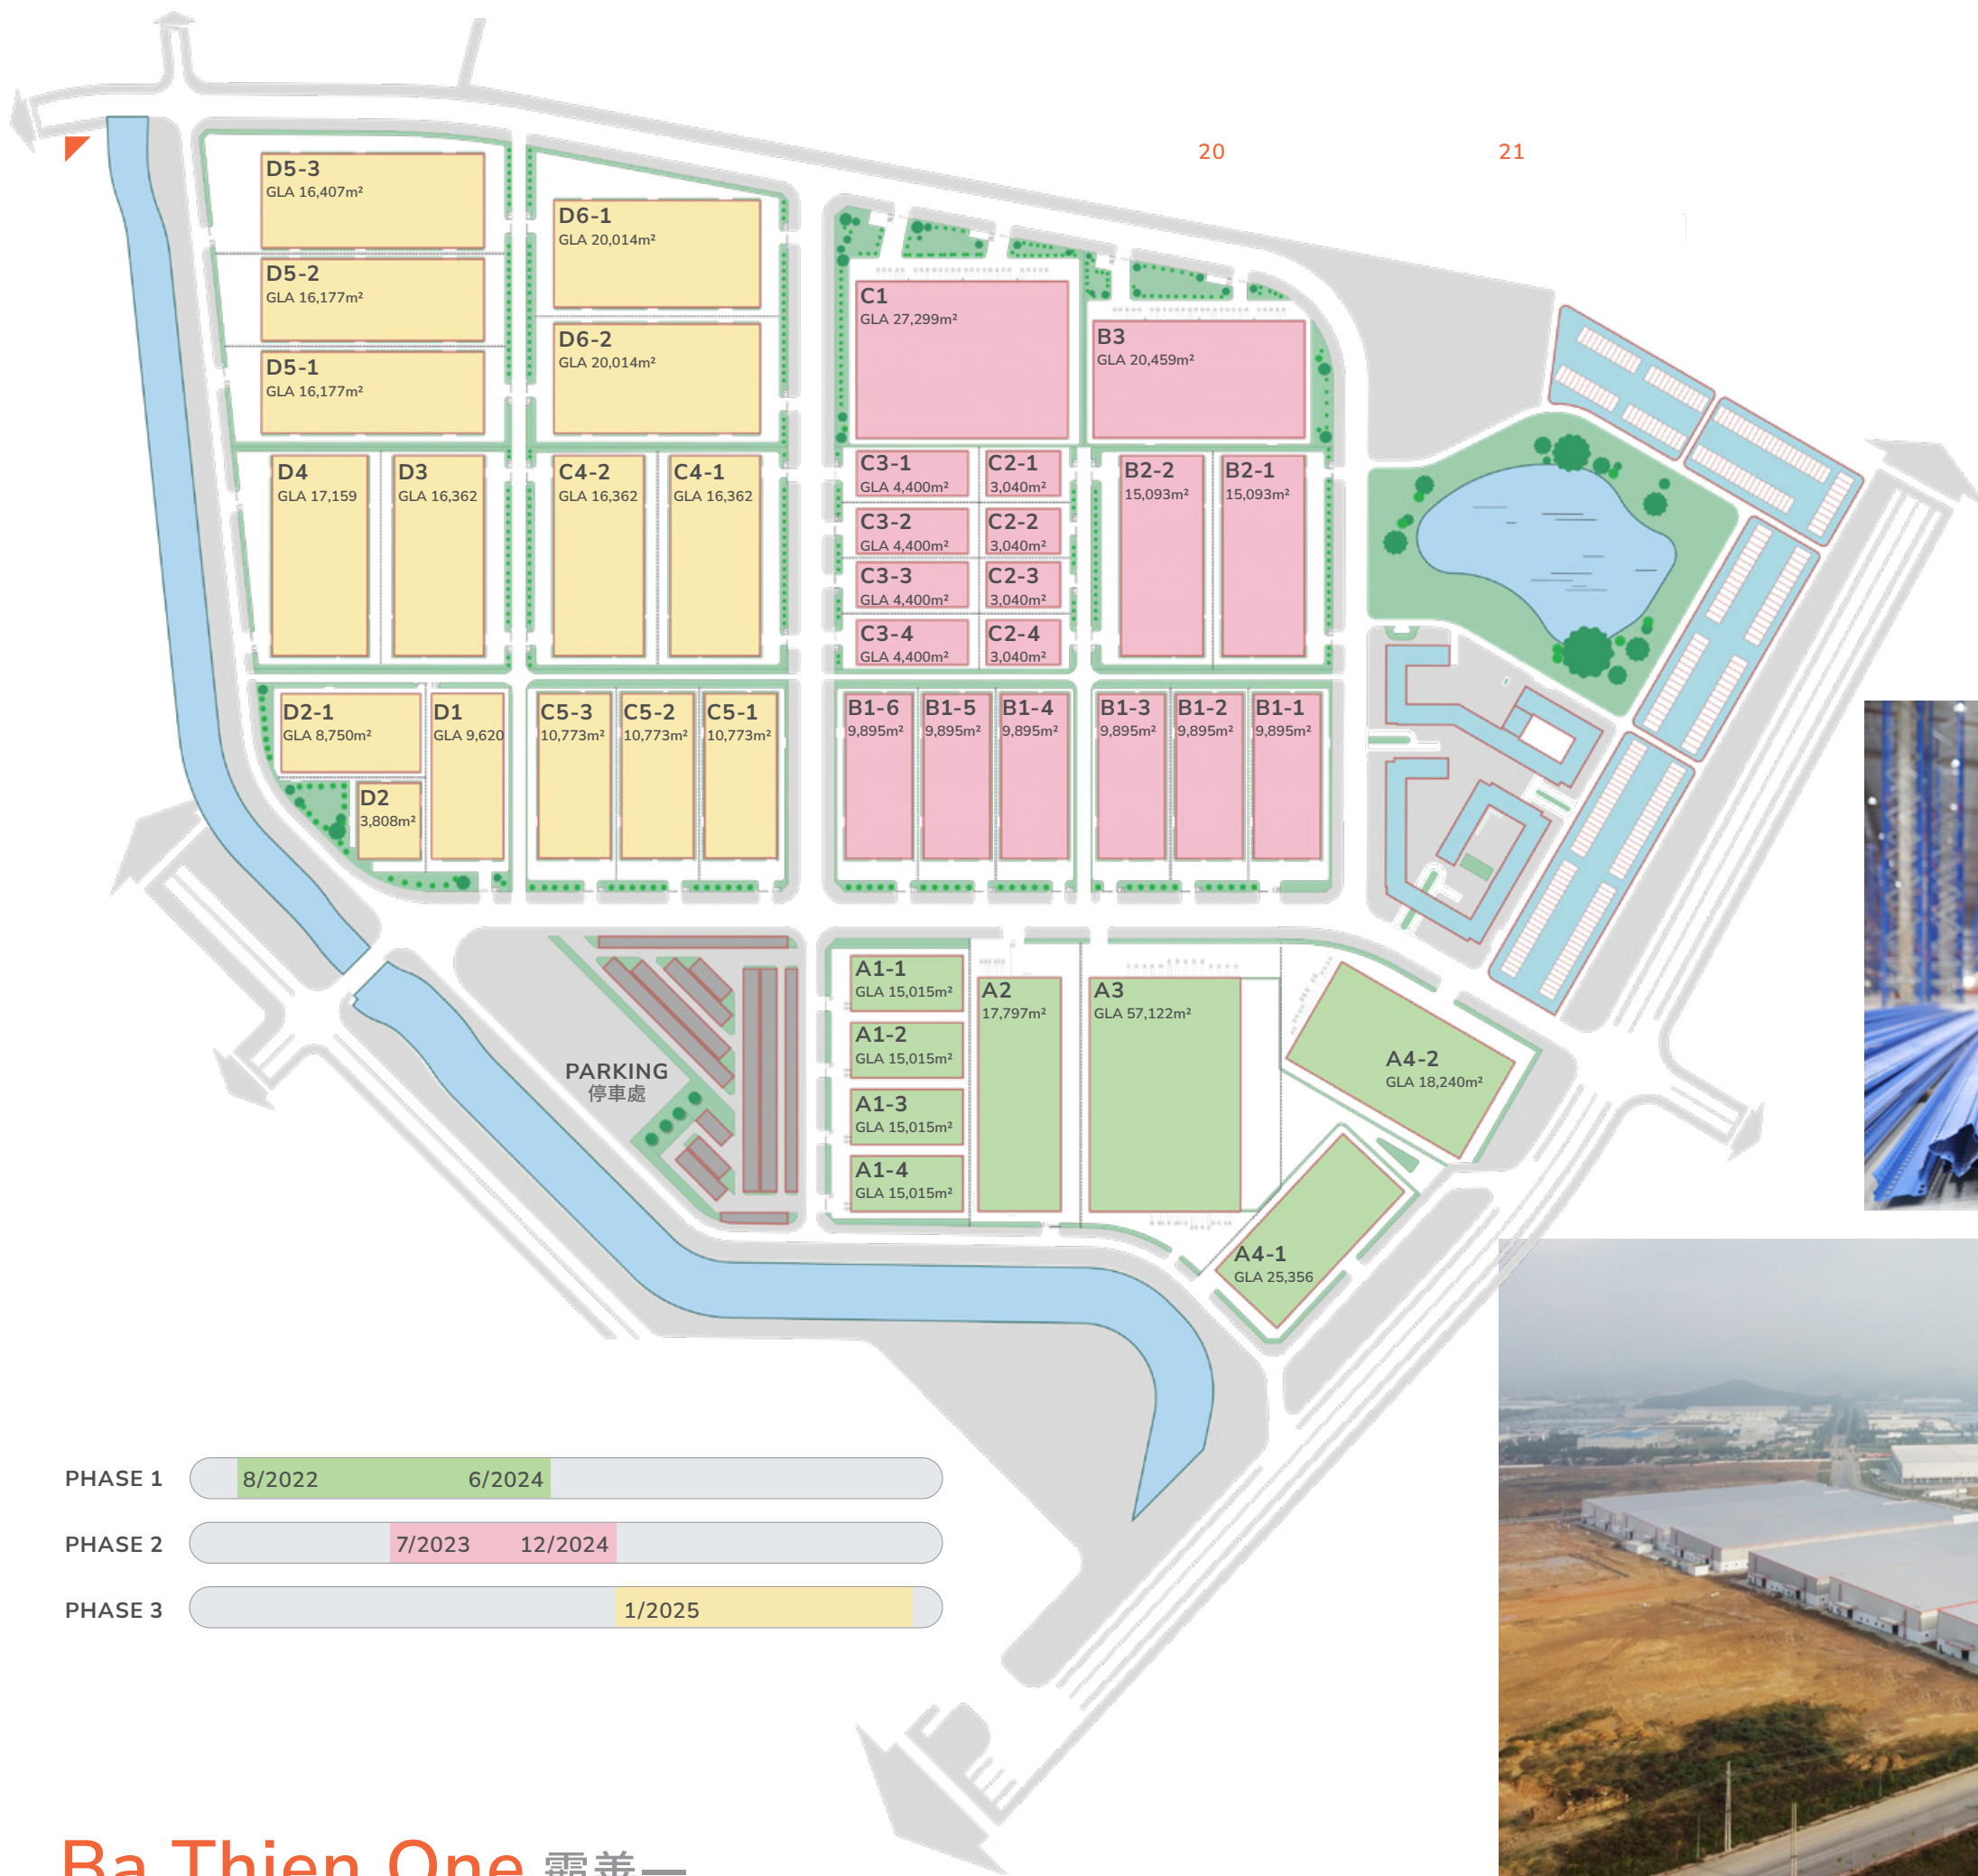 20
21
D5-3
GLA 16,407m²
D6-1
GLA 20,014m²
D5-2
GLA 16,177m²
C1
GLA 27,299m²
B3
GLA 20,459m²
D6-2
GLA 20,014m²
D5-1
GLA 16,177m²
D4
GLA 17,159
D3
GLA 16,362
C4-2
GLA 16,362
C4-1
GLA 16,362
C3-1
GLA 4,400m²
C2-1
3,040m²
B2-2
15,093m²
B2-1
15,093m²
C3-2
GLA 4,400m²
C2-2
3,040m²
C3-3
GLA 4,400m²
C2-3
3,040m²
C3-4
GLA 4,400m²
C2-4
3,040m²
D2-1
GLA 8,750m²
D1
GLA 9,620
C5-3
10,773m²
C5-2
10,773m²
C5-1
10,773m²
B1-6
9,895m²
B1-5
9,895m²
B1-4
9,895m²
B1-3
9,895m²
B1-2
9,895m²
B1-1
9,895m²
D2
3,808m²
A1-1
GLA 15,015m²
A2
17,797m²
A3
GLA 57,122m²
A1-2
GLA 15,015m²
A4-2
GLA 18,240m²
PARKING
停車處
A1-3
GLA 15,015m²
A1-4
GLA 15,015m²
A4-1
GLA 25,356
PHASE 1 8/2022 6/2024
PHASE 2 7/2023 12/2024
PHASE 3 1/2025
Ba Thien One 霸善一